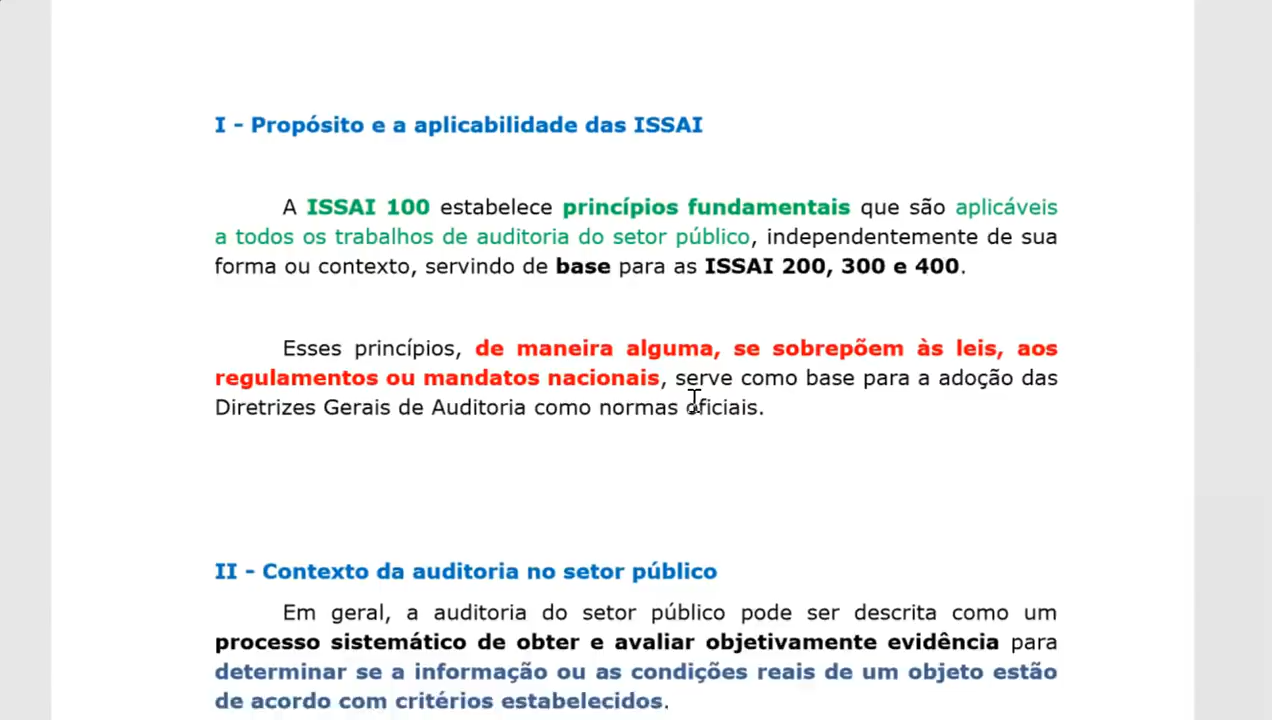 I - Propósito e a aplicabilidade das ISSAI
A ISSAI 100 estabelece princípios fundamentais que são aplicáveis
a todos os trabalhos de auditoria do setor público, independentemente de sua
forma ou contexto, servindo de base para as ISSAI 200, 300 e 400.
Esses princípios, de maneira alguma, se sobrepõem às leis, aos
regulamentos ou mandatos nacionais, serve como base para a adoção das
Diretrizes Gerais de Auditoria como normas oficiais.
II - Contexto da auditoria no setor público
Em geral, a auditoria do setor público pode ser descrita como um
processo sistemático de obter e avaliar objetivamente evidência para
determinar se a informação ou as condições reais de um objeto estão
de acordo com critérios estabelecidos.